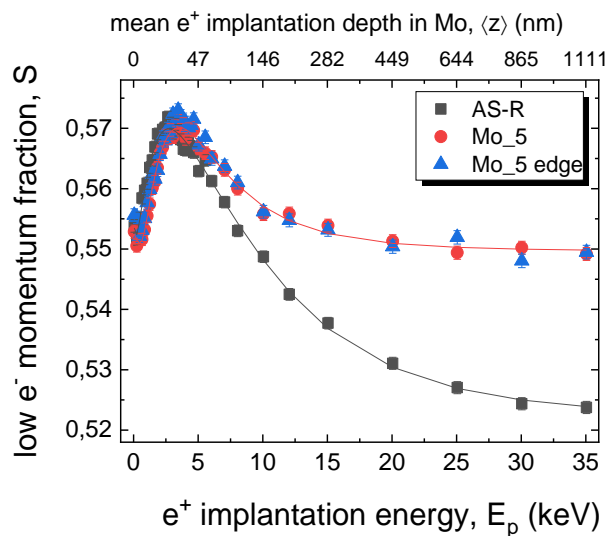 mean e⁺ implantation depth in Mo, ⟨z⟩ (nm)
0 47 146 282 449 644 865 1111
low e⁻ momentum fraction, S
0,57
0,56
0,55
0,54
0,53
0,52
AS-R
Mo_5
Mo_5 edge
0 5 10 15 20 25 30 35
e⁺ implantation energy, Eₚ (keV)